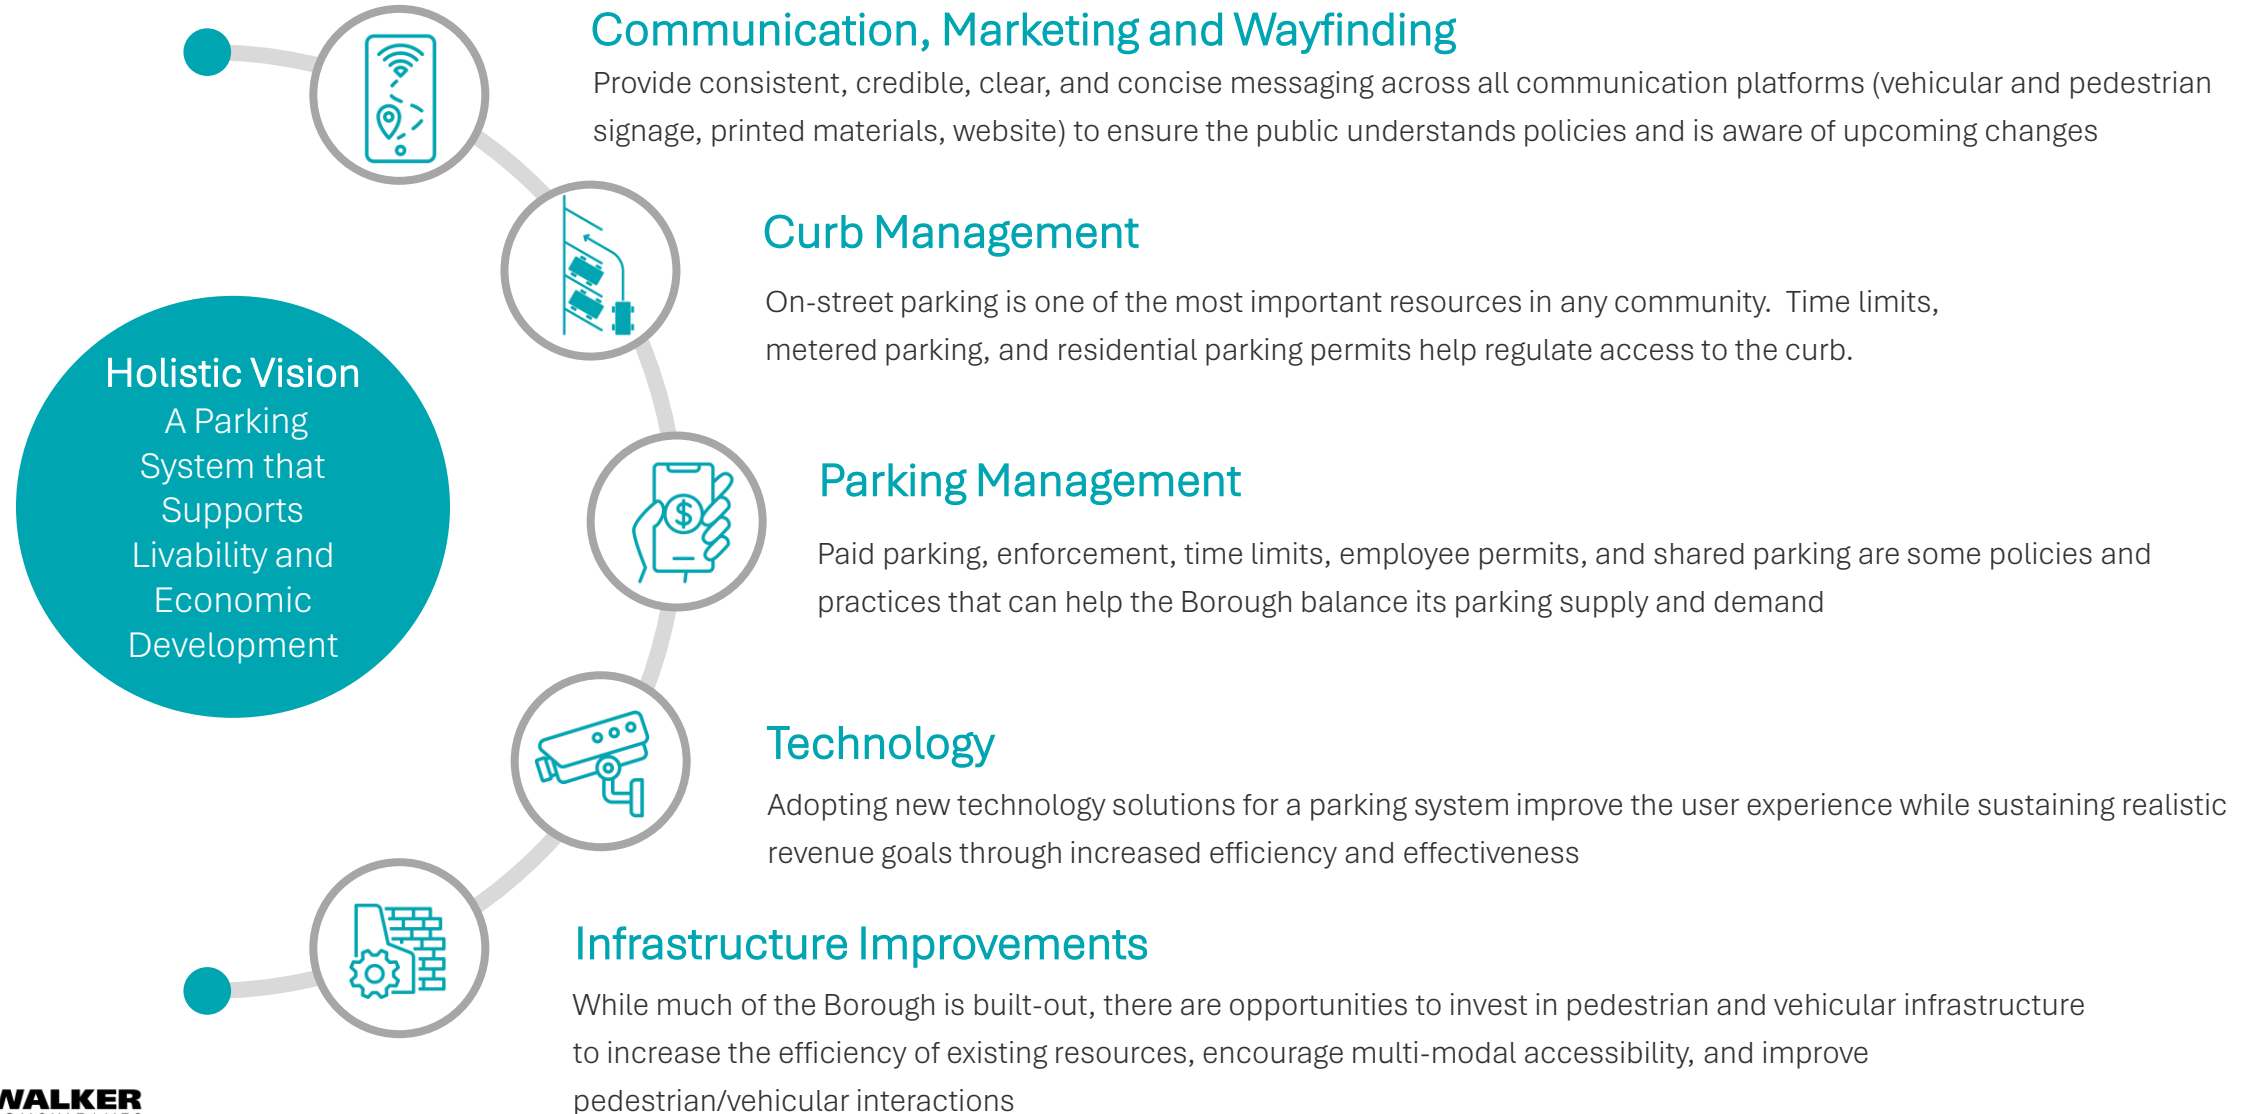 Communication, Marketing and Wayfinding
Provide consistent, credible, clear, and concise messaging across all communication platforms (vehicular and pedestrian
signage, printed materials, website) to ensure the public understands policies and is aware of upcoming changes
Curb Management
On-street parking is one of the most important resources in any community.  Time limits,
metered parking, and residential parking permits help regulate access to the curb.
Holistic Vision
A Parking
System that
Supports
Livability and
Economic
Development
Parking Management
$
Paid parking, enforcement, time limits, employee permits, and shared parking are some policies and
practices that can help the Borough balance its parking supply and demand
Technology
Adopting new technology solutions for a parking system improve the user experience while sustaining realistic
revenue goals through increased efficiency and effectiveness
Infrastructure Improvements
While much of the Borough is built-out, there are opportunities to invest in pedestrian and vehicular infrastructure
to increase the efficiency of existing resources, encourage multi-modal accessibility, and improve
pedestrian/vehicular interactions
WALKER